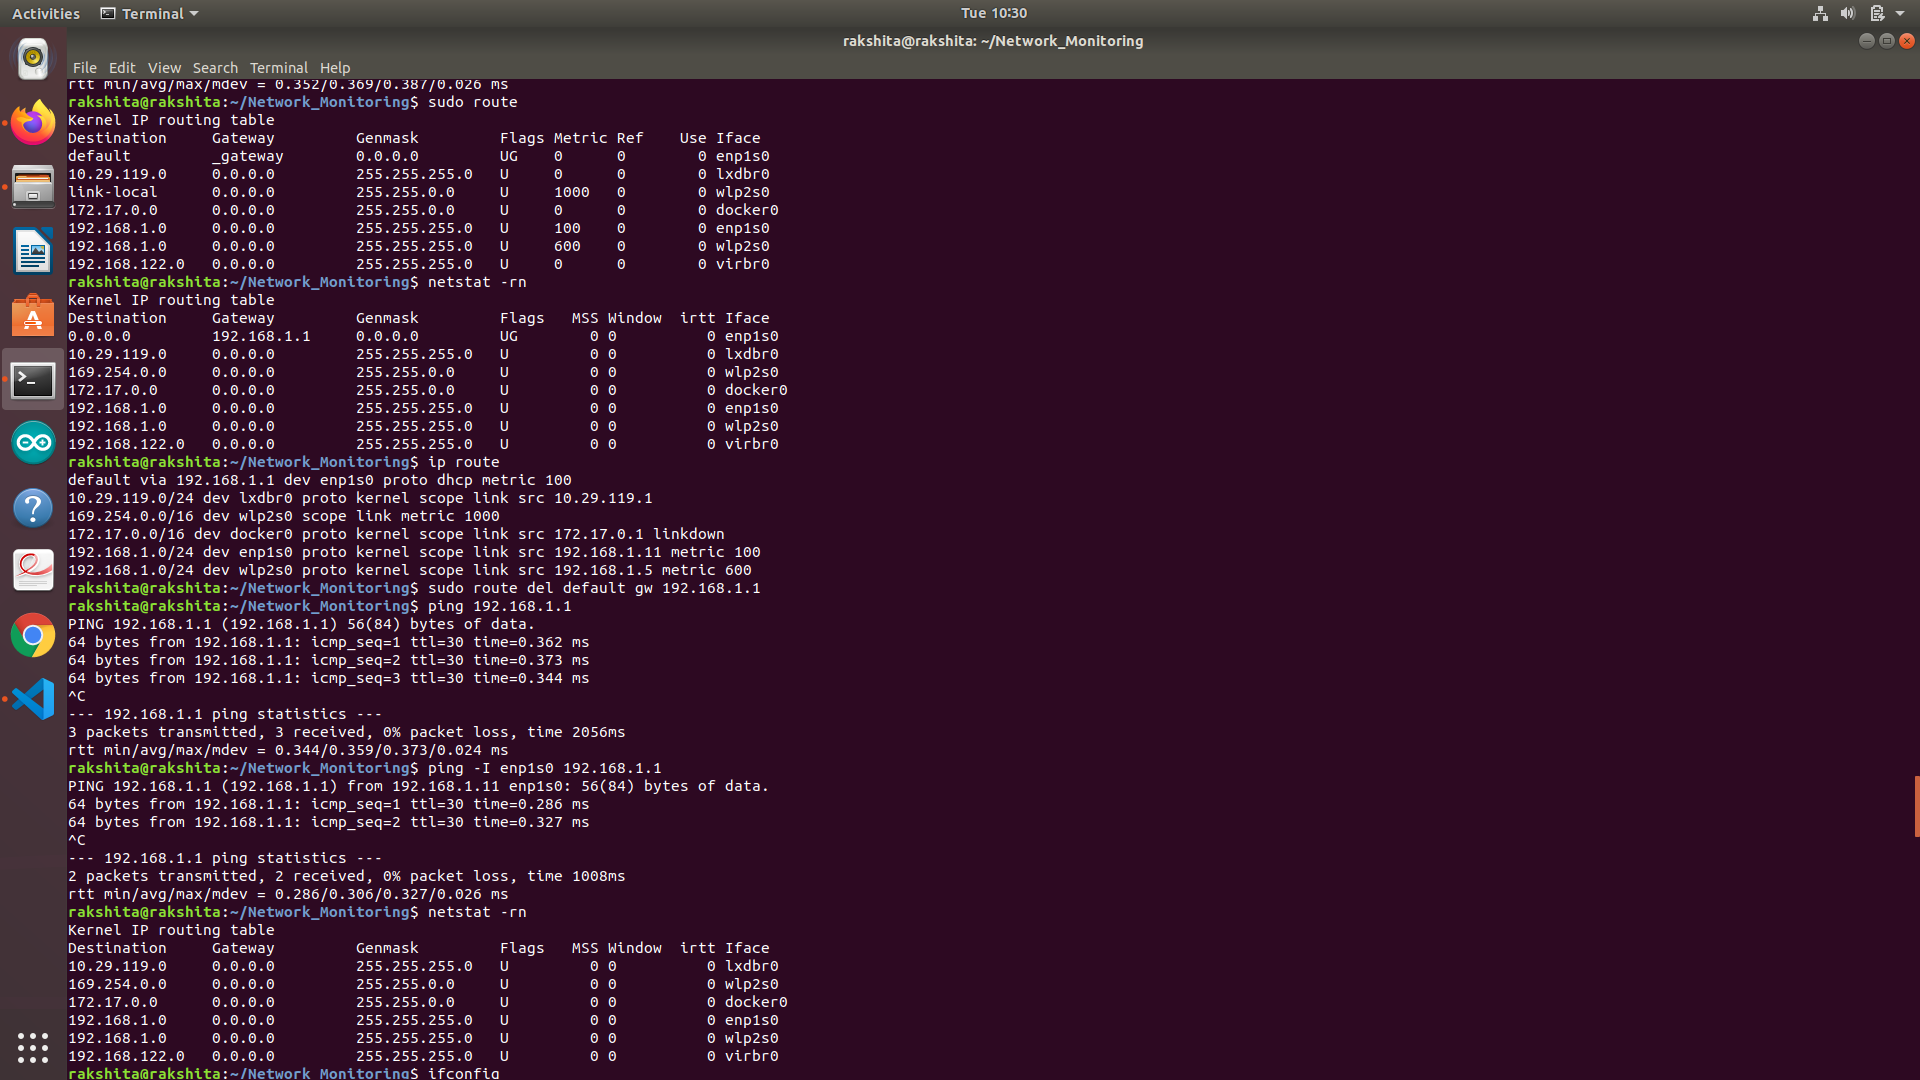 Activities Terminal Tue 10:30
rakshita@rakshita: ~/Network_Monitoring
File Edit View Search Terminal Help
rtt min/avg/max/mdev = 0.352/0.369/0.387/0.026 ms
rakshita@rakshita:~/Network_Monitoring$ sudo route
Kernel IP routing table
Destination     Gateway         Genmask         Flags Metric Ref    Use Iface
default         _gateway        0.0.0.0         UG    0      0        0 enp1s0
10.29.119.0     0.0.0.0         255.255.255.0   U     0      0        0 lxdbr0
link-local      0.0.0.0         255.255.0.0     U     1000   0        0 wlp2s0
172.17.0.0      0.0.0.0         255.255.0.0     U     0      0        0 docker0
192.168.1.0     0.0.0.0         255.255.255.0   U     100    0        0 enp1s0
192.168.1.0     0.0.0.0         255.255.255.0   U     600    0        0 wlp2s0
192.168.122.0   0.0.0.0         255.255.255.0   U     0      0        0 virbr0
rakshita@rakshita:~/Network_Monitoring$ netstat -rn
Kernel IP routing table
Destination     Gateway         Genmask         Flags   MSS Window  irtt Iface
0.0.0.0         192.168.1.1     0.0.0.0         UG        0 0          0 enp1s0
10.29.119.0     0.0.0.0         255.255.255.0   U         0 0          0 lxdbr0
169.254.0.0     0.0.0.0         255.255.0.0     U         0 0          0 wlp2s0
172.17.0.0      0.0.0.0         255.255.0.0     U         0 0          0 docker0
192.168.1.0     0.0.0.0         255.255.255.0   U         0 0          0 enp1s0
192.168.1.0     0.0.0.0         255.255.255.0   U         0 0          0 wlp2s0
192.168.122.0   0.0.0.0         255.255.255.0   U         0 0          0 virbr0
rakshita@rakshita:~/Network_Monitoring$ ip route
default via 192.168.1.1 dev enp1s0 proto dhcp metric 100
10.29.119.0/24 dev lxdbr0 proto kernel scope link src 10.29.119.1
169.254.0.0/16 dev wlp2s0 scope link metric 1000
172.17.0.0/16 dev docker0 proto kernel scope link src 172.17.0.1 linkdown
192.168.1.0/24 dev enp1s0 proto kernel scope link src 192.168.1.11 metric 100
192.168.1.0/24 dev wlp2s0 proto kernel scope link src 192.168.1.5 metric 600
rakshita@rakshita:~/Network_Monitoring$ sudo route del default gw 192.168.1.1
rakshita@rakshita:~/Network_Monitoring$ ping 192.168.1.1
PING 192.168.1.1 (192.168.1.1) 56(84) bytes of data.
64 bytes from 192.168.1.1: icmp_seq=1 ttl=30 time=0.362 ms
64 bytes from 192.168.1.1: icmp_seq=2 ttl=30 time=0.373 ms
64 bytes from 192.168.1.1: icmp_seq=3 ttl=30 time=0.344 ms
^C
--- 192.168.1.1 ping statistics ---
3 packets transmitted, 3 received, 0% packet loss, time 2056ms
rtt min/avg/max/mdev = 0.344/0.359/0.373/0.024 ms
rakshita@rakshita:~/Network_Monitoring$ ping -I enp1s0 192.168.1.1
PING 192.168.1.1 (192.168.1.1) from 192.168.1.11 enp1s0: 56(84) bytes of data.
64 bytes from 192.168.1.1: icmp_seq=1 ttl=30 time=0.286 ms
64 bytes from 192.168.1.1: icmp_seq=2 ttl=30 time=0.327 ms
^C
--- 192.168.1.1 ping statistics ---
2 packets transmitted, 2 received, 0% packet loss, time 1008ms
rtt min/avg/max/mdev = 0.286/0.306/0.327/0.026 ms
rakshita@rakshita:~/Network_Monitoring$ netstat -rn
Kernel IP routing table
Destination     Gateway         Genmask         Flags   MSS Window  irtt Iface
10.29.119.0     0.0.0.0         255.255.255.0   U         0 0          0 lxdbr0
169.254.0.0     0.0.0.0         255.255.0.0     U         0 0          0 wlp2s0
172.17.0.0      0.0.0.0         255.255.0.0     U         0 0          0 docker0
192.168.1.0     0.0.0.0         255.255.255.0   U         0 0          0 enp1s0
192.168.1.0     0.0.0.0         255.255.255.0   U         0 0          0 wlp2s0
192.168.122.0   0.0.0.0         255.255.255.0   U         0 0          0 virbr0
rakshita@rakshita:~/Network_Monitoring$ ifconfig